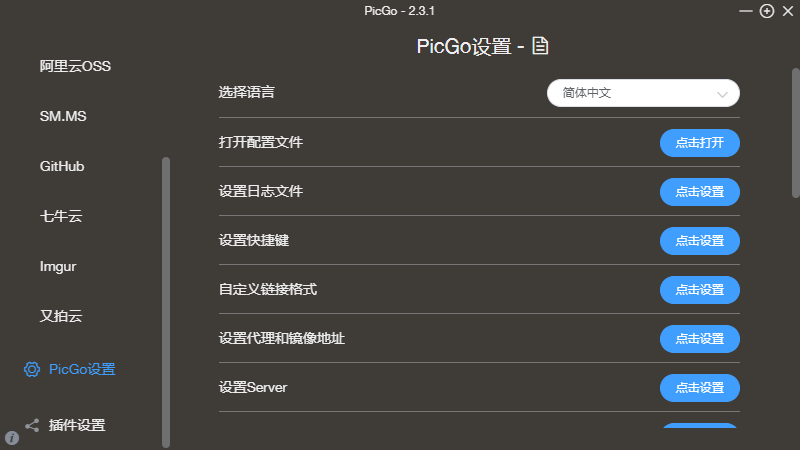 PicGo - 2.3.1
阿里云OSS
SM.MS
GitHub
七牛云
Imgur
又拍云
PicGo设置
插件设置
PicGo设置 -
选择语言 简体中文
打开配置文件 点击打开
设置日志文件 点击设置
设置快捷键 点击设置
自定义链接格式 点击设置
设置代理和镜像地址 点击设置
设置Server 点击设置